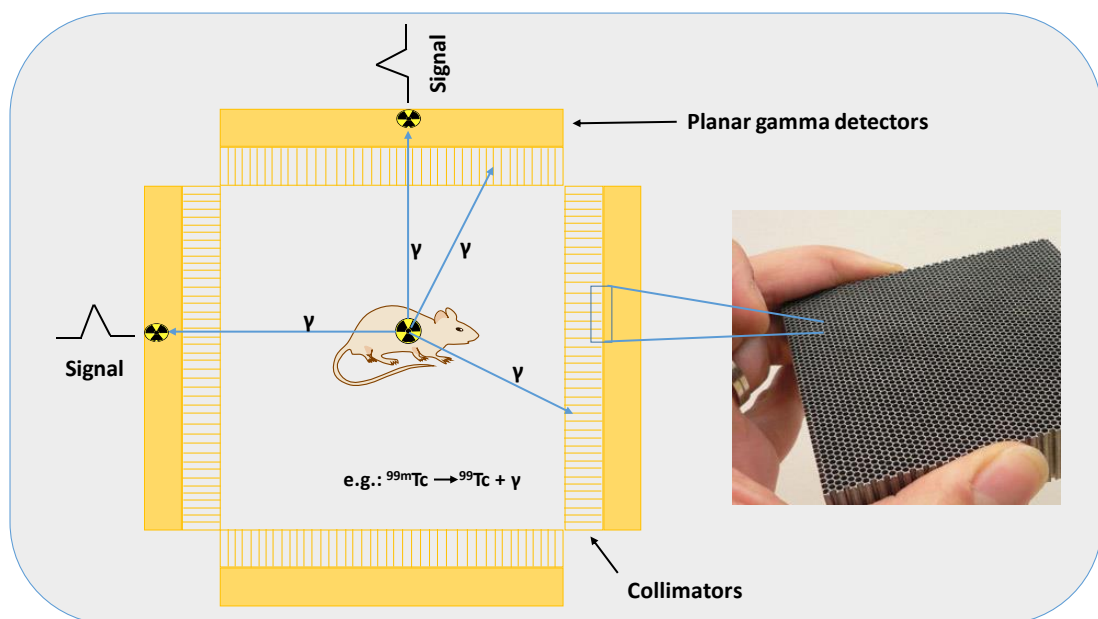 Signal
Planar gamma detectors
γ
γ
γ
Signal
γ
e.g.: ⁹⁹ᵐTc → ⁹⁹Tc + γ
Collimators